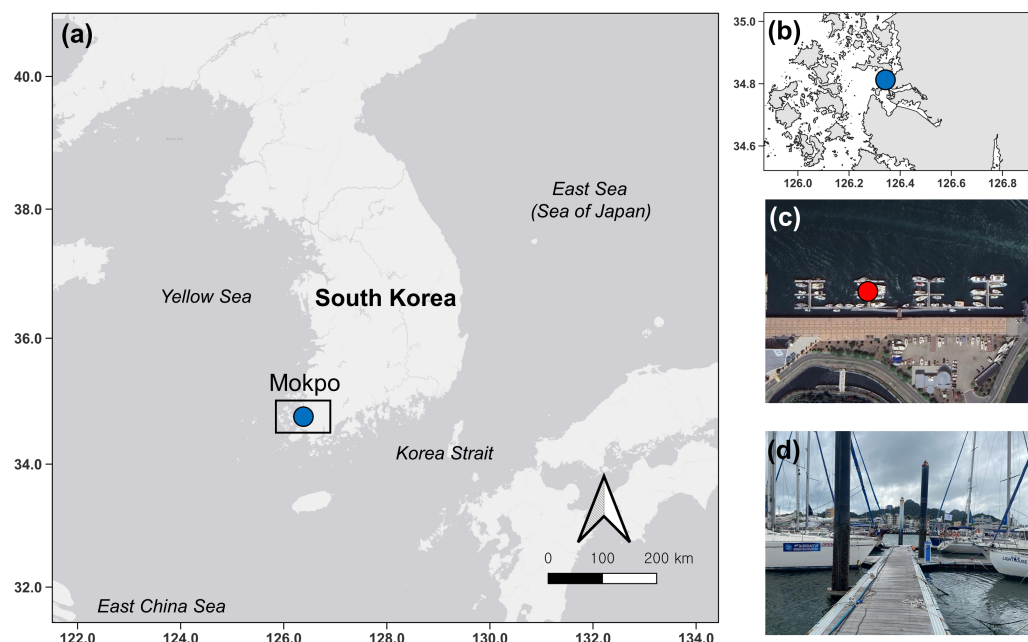 (a)
40.0
38.0
36.0
34.0
32.0
122.0
124.0
126.0
128.0
130.0
132.0
134.0
East Sea
(Sea of Japan)
Yellow Sea
South Korea
Mokpo
Korea Strait
0
100
200 km
East China Sea
(b)
35.0
34.8
34.6
126.0
126.2
126.4
126.6
126.8
(c)
(d)